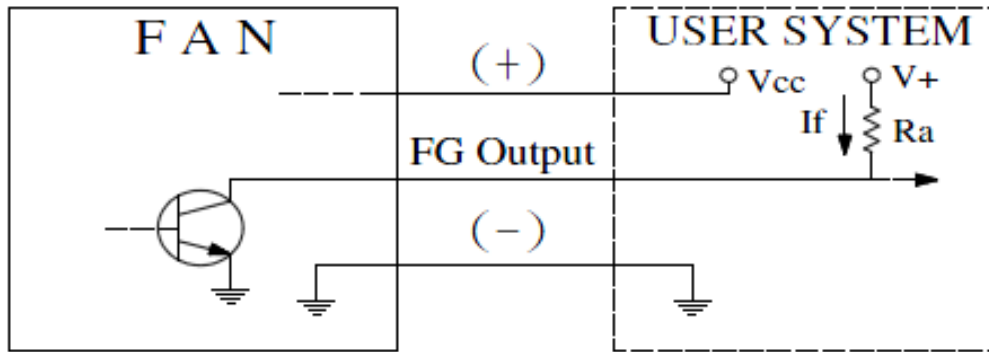 F A N
USER SYSTEM
(+)
Vcc
V+
If
Ra
FG Output
(−)